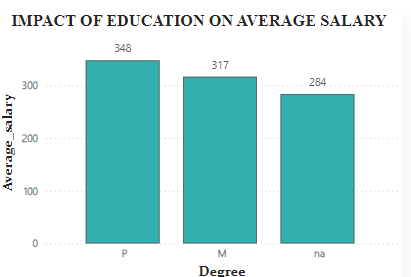 IMPACT OF EDUCATION ON AVERAGE SALARY
348
317
284
300
200
100
0
Average_salary
P
M
na
Degree